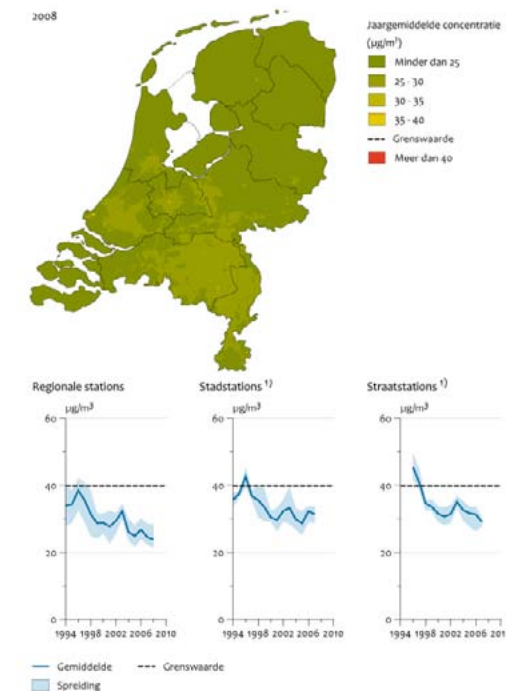 2008
Jaargemiddelde concentratie
(µg/m³)
Minder dan 25
25 - 30
30 - 35
35 - 40
Grenswaarde
Meer dan 40
Regionale stations
µg/m³
60
40
20
0
1994 1998 2002 2006 2010
Stadstations ¹⁾
µg/m³
60
40
20
0
1994 1998 2002 2006 2010
Straatstations ¹⁾
µg/m³
60
40
20
0
1994 1998 2002 2006 201
Gemiddelde
Grenswaarde
Spreiding